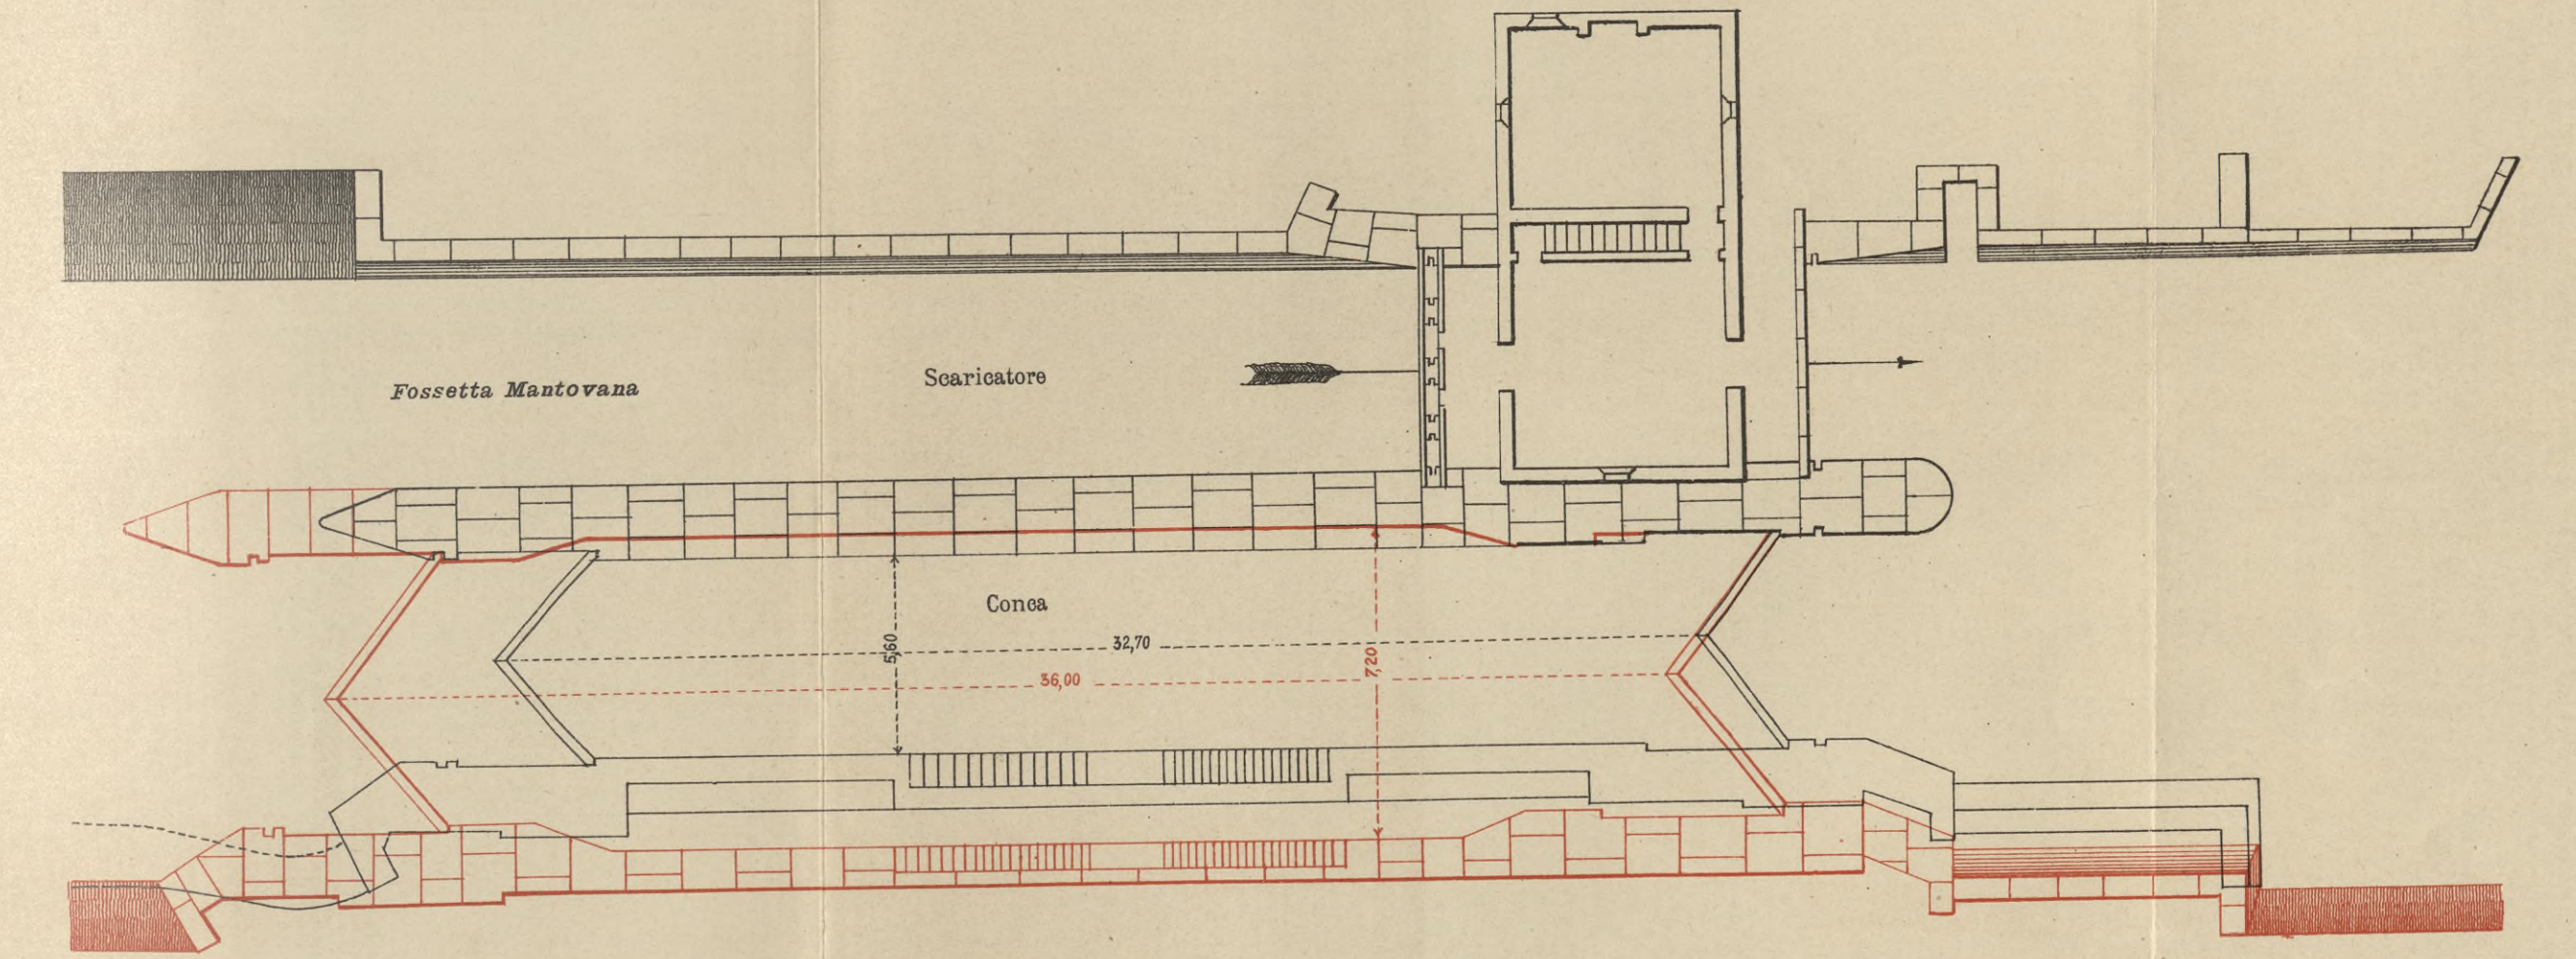 Fossetta Mantovana
Scaricatore
Conca
5,60
32,70
36,00
7,20